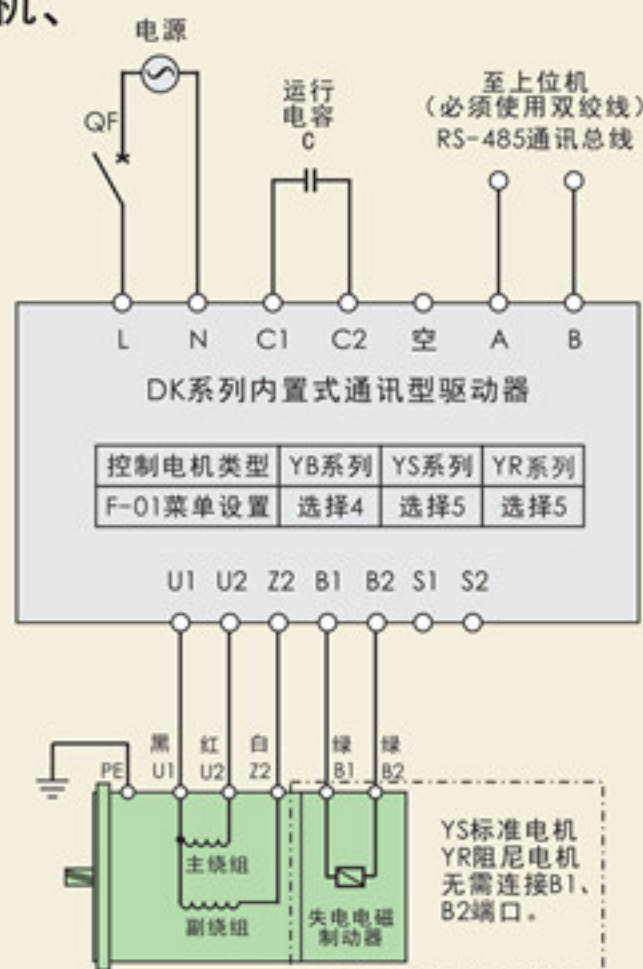 机、
电源
QF
运行
电容
C
至上位机
（必须使用双绞线）
RS-485通讯总线
L N C1 C2 空 A B
DK系列内置式通讯型驱动器
控制电机类型 YB系列 YS系列 YR系列
F-01菜单设置 选择4 选择5 选择5
U1 U2 Z2 B1 B2 S1 S2
黑 红 白 绿 绿
PE U1 U2 Z2 B1 B2
主绕组
副绕组
失电电磁
制动器
YS标准电机
YR阻尼电机
无需连接B1、
B2端口。